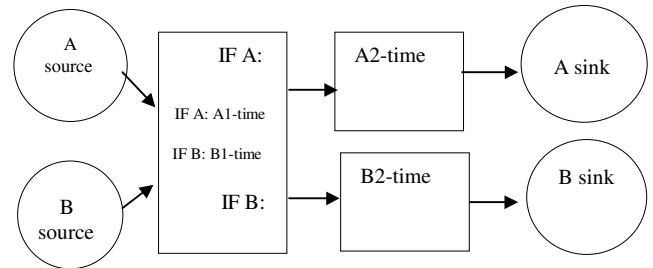 A
source
IF A:
A2-time
A sink
IF A: A1-time
IF B: B1-time
B
source
IF B:
B2-time
B sink